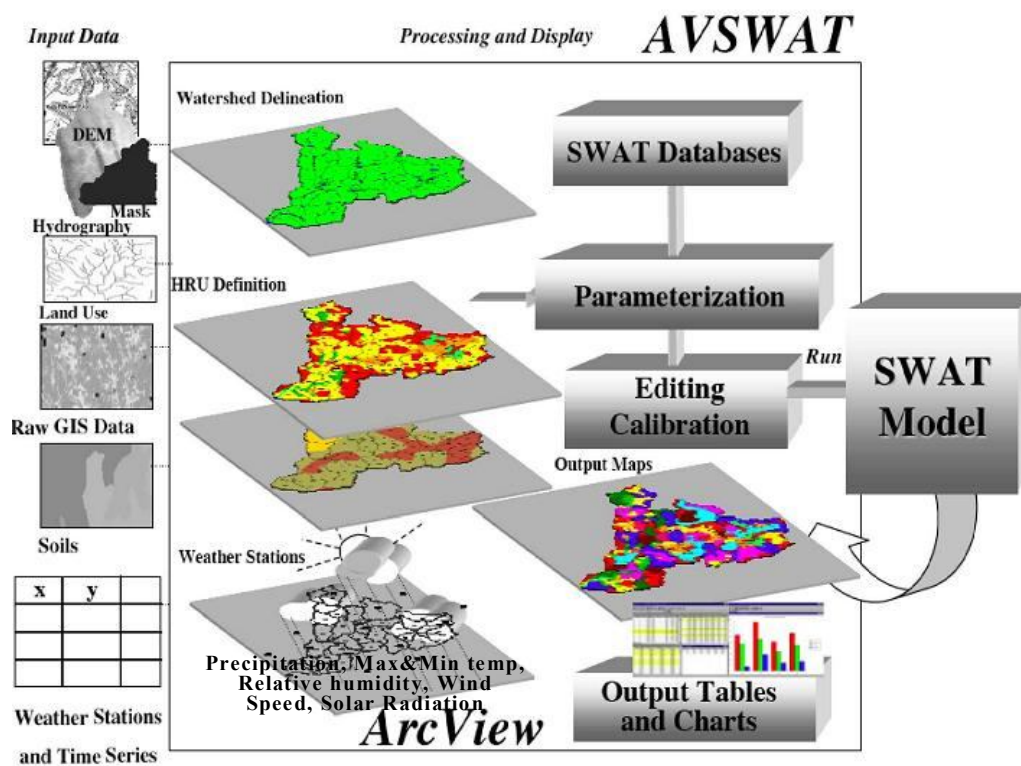 Input Data
Processing and Display
AVSWAT
DEM
Mask
Hydrography
Land Use
Raw GIS Data
Soils
x y
Weather Stations
and Time Series
Watershed Delineation
HRU Definition
Weather Stations
Precipitation, Max&Min temp,
Relative humidity, Wind
Speed, Solar Radiation
ArcView
SWAT Databases
Parameterization
Editing
Calibration
Run
SWAT
Model
Output Maps
Output Tables
and Charts